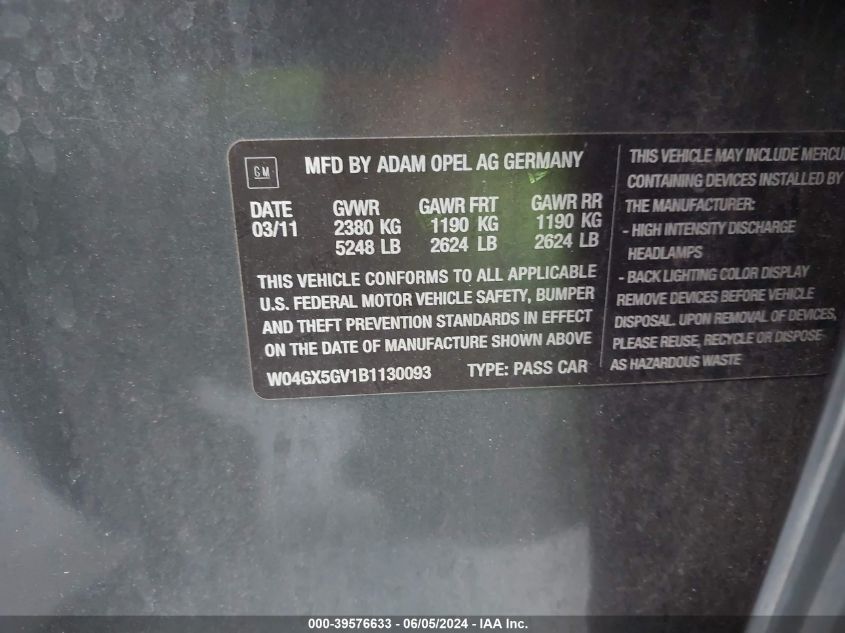 GM
MFD BY ADAM OPEL AG GERMANY
DATE GVWR GAWR FRT GAWR RR
03/11 2380 KG 1190 KG 1190 KG
5248 LB 2624 LB 2624 LB
THIS VEHICLE CONFORMS TO ALL APPLICABLE
U.S. FEDERAL MOTOR VEHICLE SAFETY, BUMPER
AND THEFT PREVENTION STANDARDS IN EFFECT
ON THE DATE OF MANUFACTURE SHOWN ABOVE
W04GX5GV1B1130093 TYPE: PASS CAR
THIS VEHICLE MAY INCLUDE MERCU
CONTAINING DEVICES INSTALLED BY
THE MANUFACTURER:
- HIGH INTENSITY DISCHARGE
HEADLAMPS
- BACK LIGHTING COLOR DISPLAY
REMOVE DEVICES BEFORE VEHICLE
DISPOSAL. UPON REMOVAL OF DEVICES,
PLEASE REUSE, RECYCLE OR DISPOSE
AS HAZARDOUS WASTE
000-39576633 - 06/05/2024 - IAA Inc.